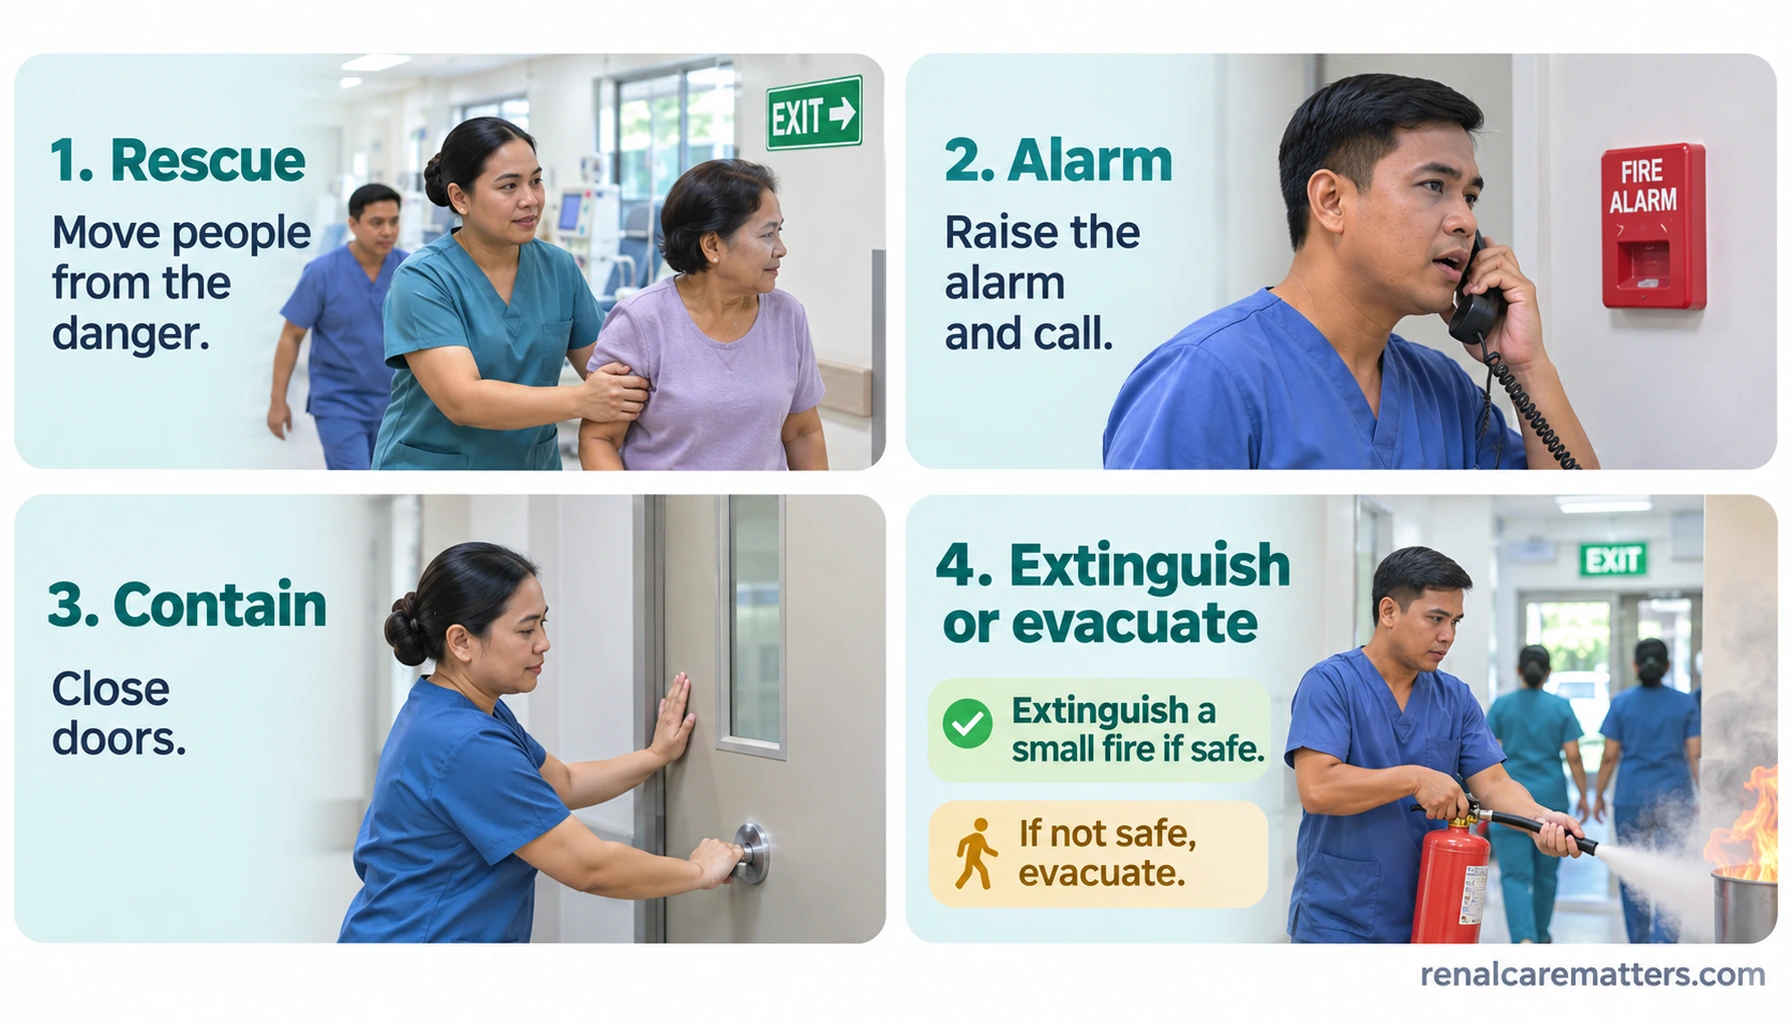 1. Rescue
Move people
from the
danger.
EXIT
2. Alarm
Raise the
alarm
and call.
FIRE
ALARM
3. Contain
Close
doors.
4. Extinguish
or evacuate
Extinguish a
small fire if safe.
If not safe,
evacuate.
EXIT
renalcarematters.com